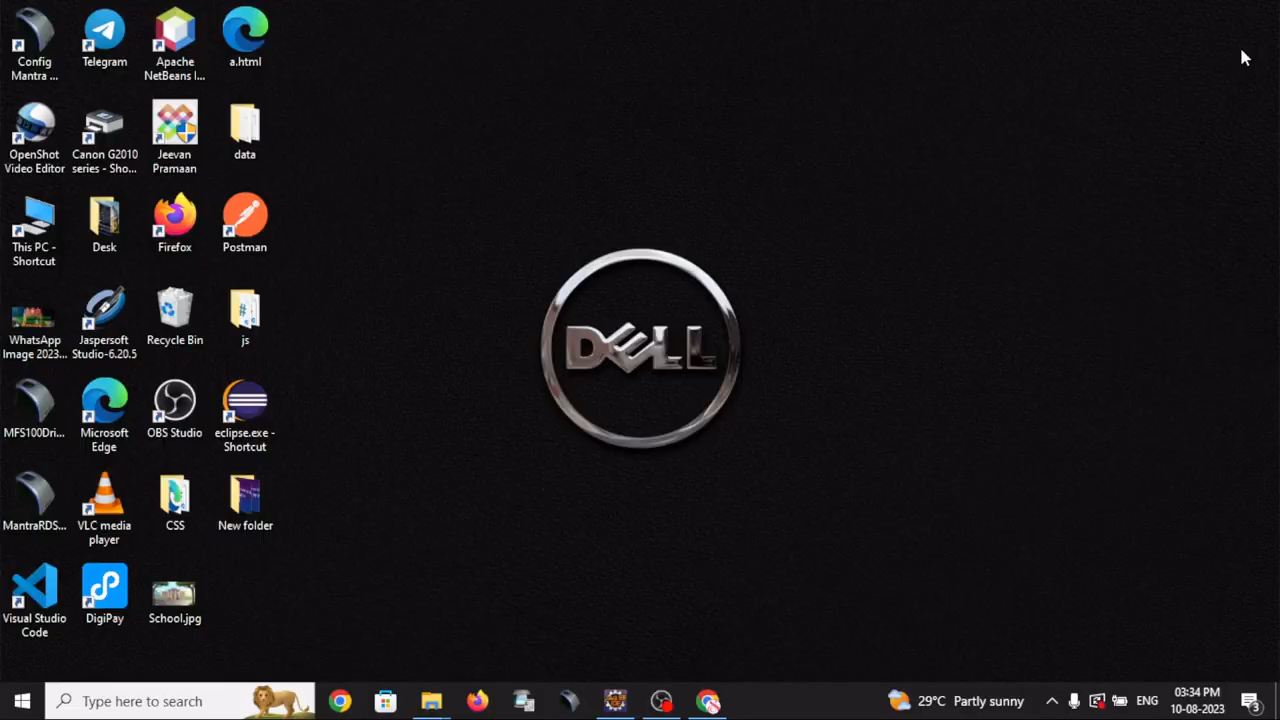 Config
Mantra ...
Telegram
Apache
NetBeans I...
a.html
OpenShot
Video Editor
Canon G2010
series - Sho...
Jeevan
Pramaan
data
This PC -
Shortcut
Desk
Firefox
Postman
WhatsApp
Image 2023...
Jaspersoft
Studio-6.20.5
Recycle Bin
js
MFS100Dri...
Microsoft
Edge
OBS Studio
eclipse.exe -
Shortcut
MantraRDS...
VLC media
player
CSS
New folder
Visual Studio
Code
DigiPay
School.jpg
DELL
Type here to search
29°C Partly sunny
ENG
03:34 PM
10-08-2023
3